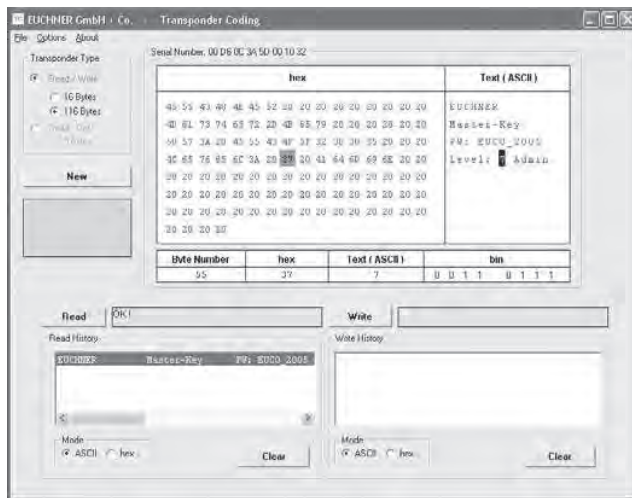 EUCHNER GmbH + Co. Transponder Coding
File Options About
Transponder Type
Read / Write
16 Bytes
116 Bytes
New
Serial Number: 00 D6 0C 3A 5D 00 10 32
hex Text ( ASCII )
45 55 43 48 4E 45 52 20 20 20 20 20 20 20 20 20 EUCHNER
4D 61 73 74 65 72 2D 4B 65 79 20 20 20 20 20 20 Master-Key
50 57 3A 20 45 55 43 4F 5F 32 30 30 35 20 20 20 PW: EUCO_2005
4C 65 76 65 6C 3A 20 37 20 41 64 6D 69 6E 20 20 Level: 7 Admin
20 20 20 20 20 20 20 20 20 20 20 20 20 20 20 20
20 20 20 20 20 20 20 20 20 20 20 20 20 20 20 20
20 20 20 20 20 20 20 20 20 20 20 20 20 20 20 20
20 20 20 20
Byte Number hex Text ( ASCII ) bin
55 37 7 0 0 1 1 0 1 1 1
Read OK! Write
Read History Write History
EUCHNER Master-Key PW: EUCO_2005
Mode Mode
ASCII hex Clear ASCII hex Clear